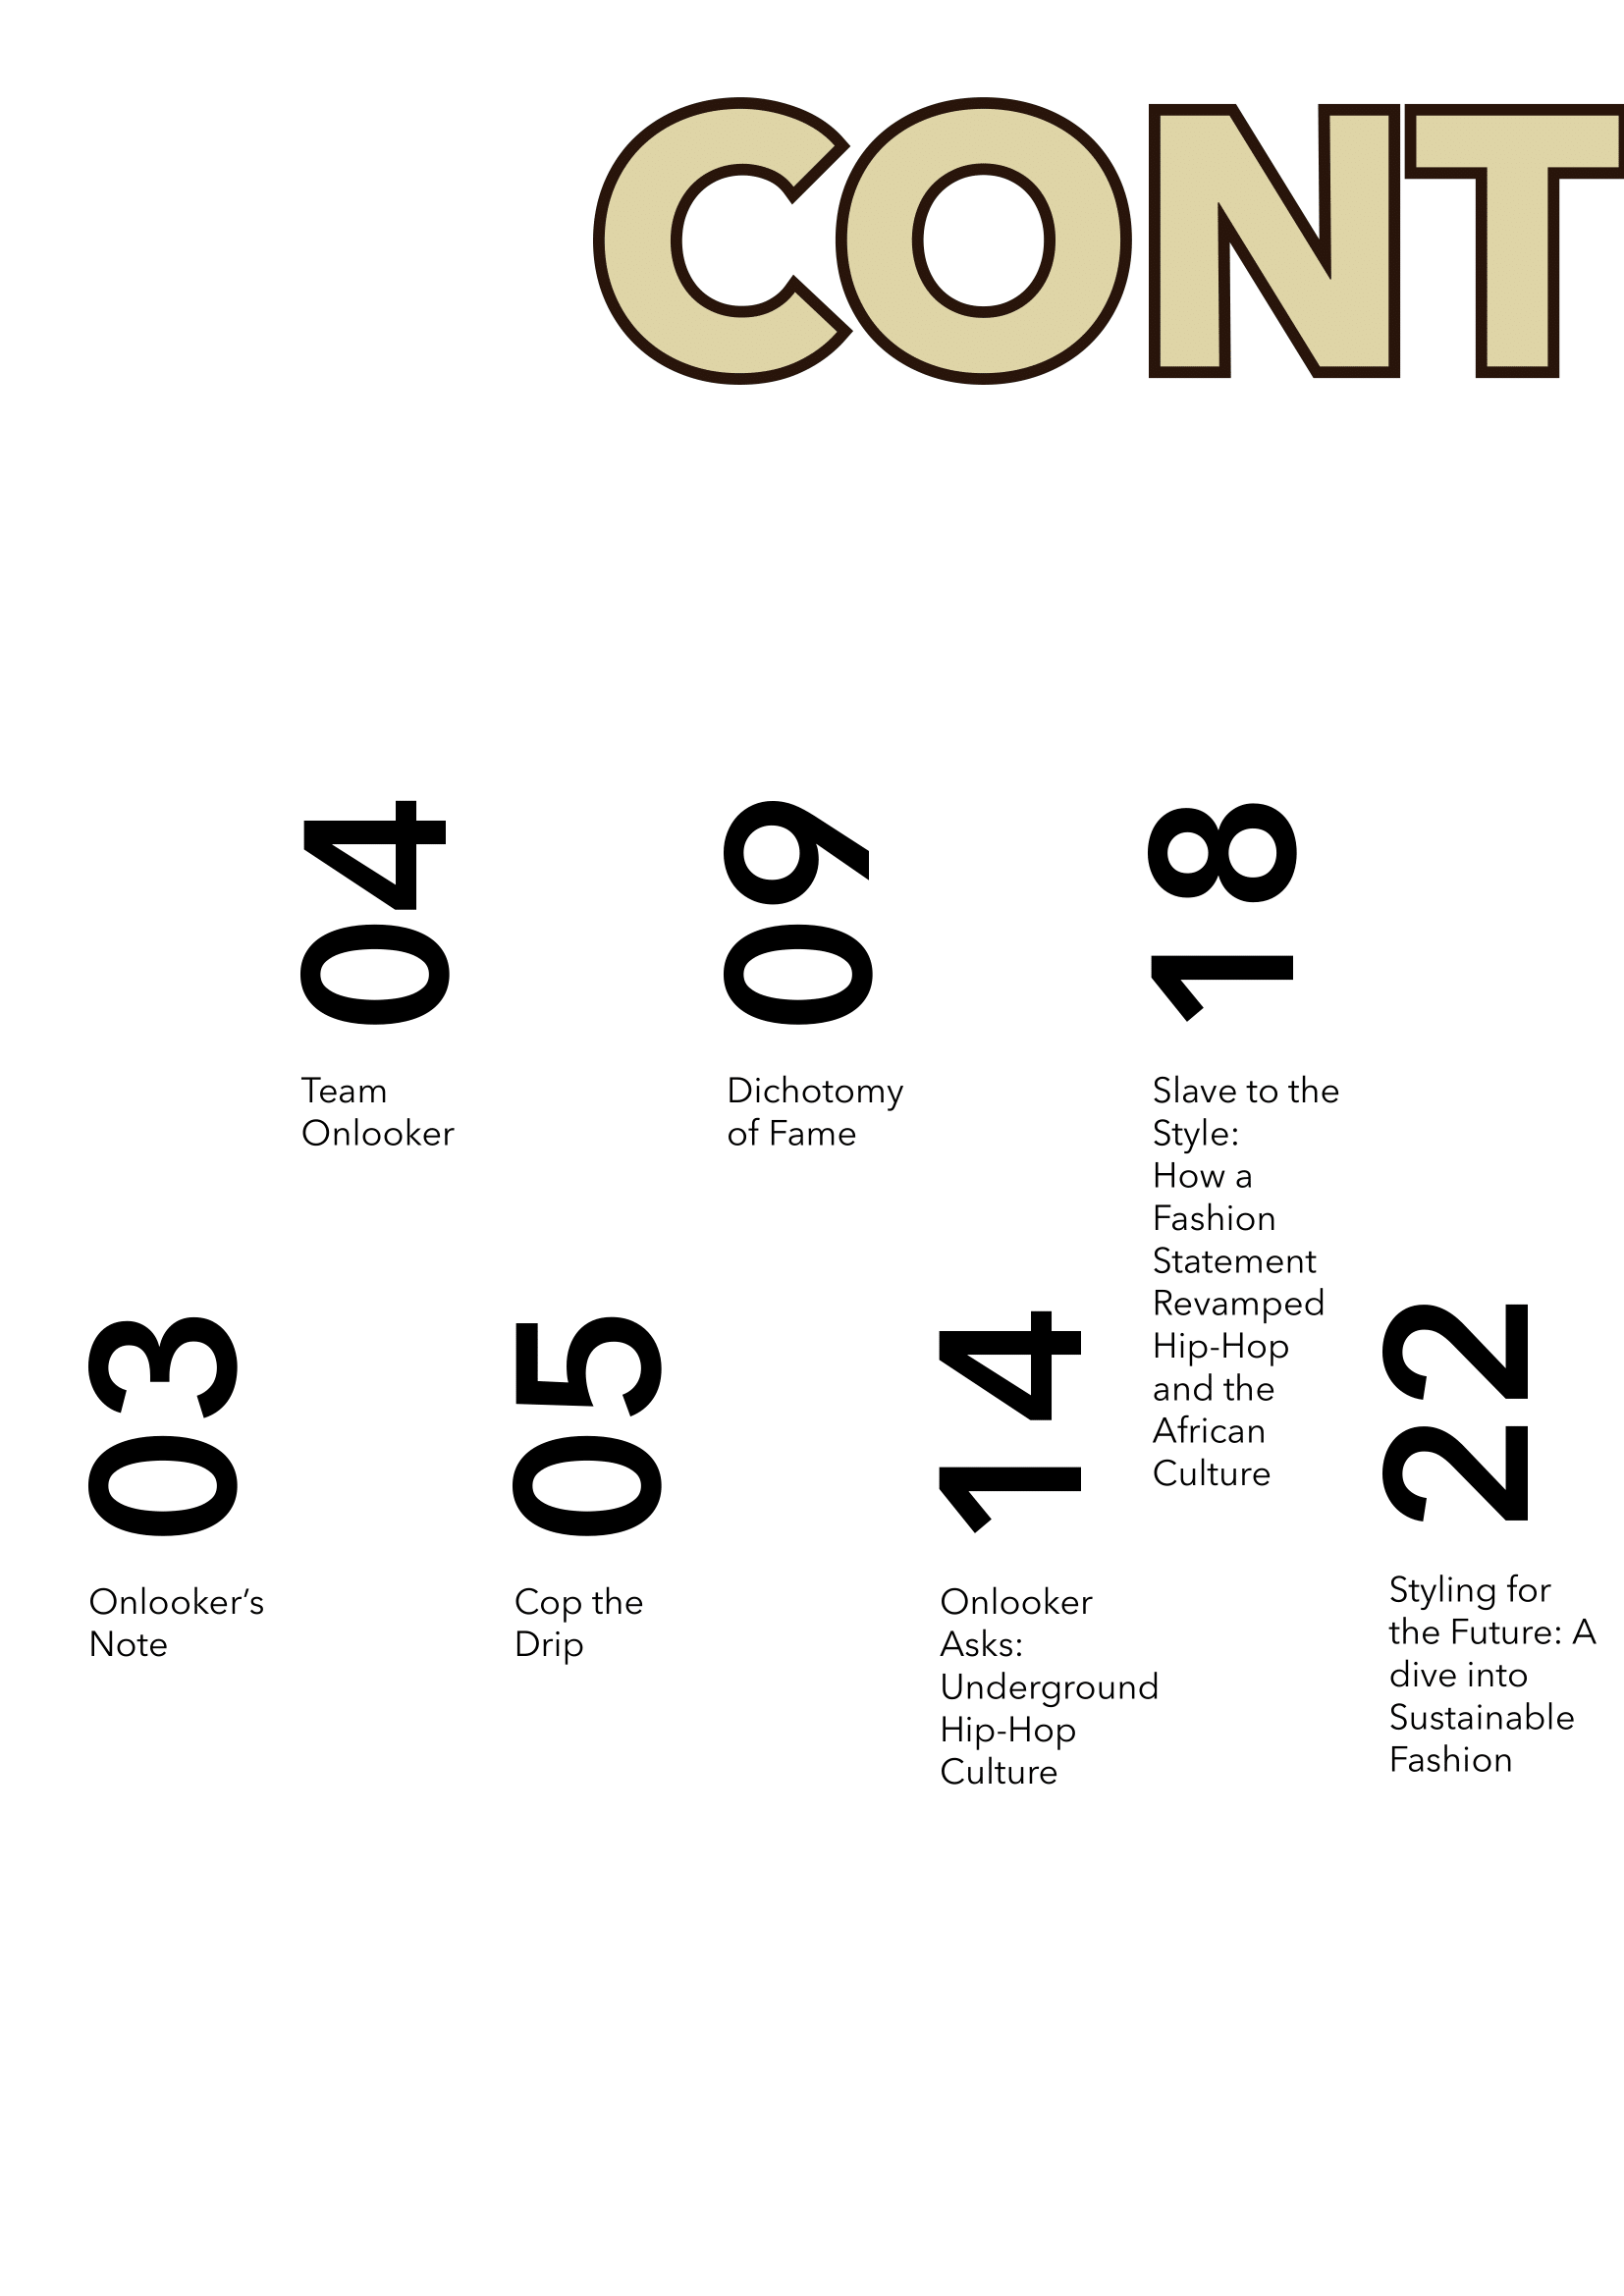 CONT
04
Team
Onlooker
09
Dichotomy
of Fame
18
Slave to the
Style:
How a
Fashion
Statement
Revamped
Hip-Hop
and the
African
Culture
03
Onlooker’s
Note
05
Cop the
Drip
14
Onlooker
Asks:
Underground
Hip-Hop
Culture
22
Styling for
the Future: A
dive into
Sustainable
Fashion